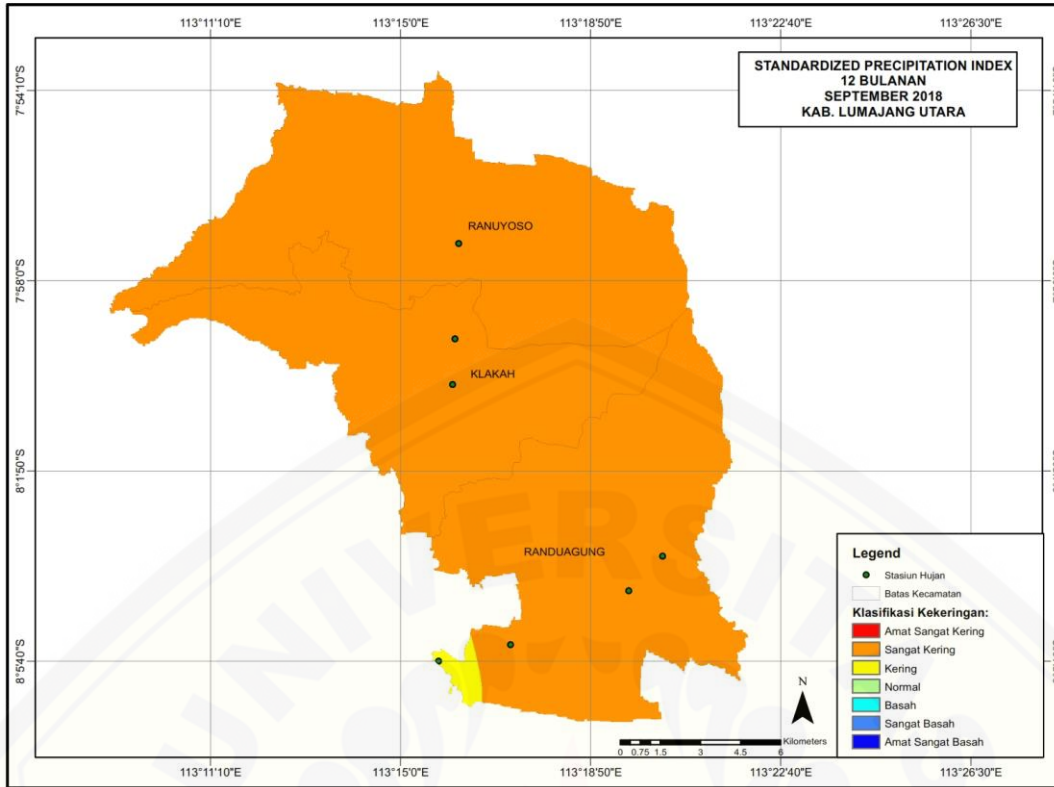 113°11'10"E 113°15'0"E 113°18'50"E 113°22'40"E 113°26'30"E
STANDARDIZED PRECIPITATION INDEX
12 BULANAN
SEPTEMBER 2018
KAB. LUMAJANG UTARA
7°54'10"S
RANUYOSO
7°58'0"S
KLAKAH
8°1'50"S
RANDUAGUNG
8°5'40"S
Legend
Stasiun Hujan
Batas Kecamatan
Klasifikasi Kekeringan:
Amat Sangat Kering
Sangat Kering
Kering
Normal
Basah
Sangat Basah
Amat Sangat Basah
N
Kilometers
0 0.75 1.5 3 4.5 6
UNIVERSIT
113°11'10"E 113°15'0"E 113°18'50"E 113°22'40"E 113°26'30"E